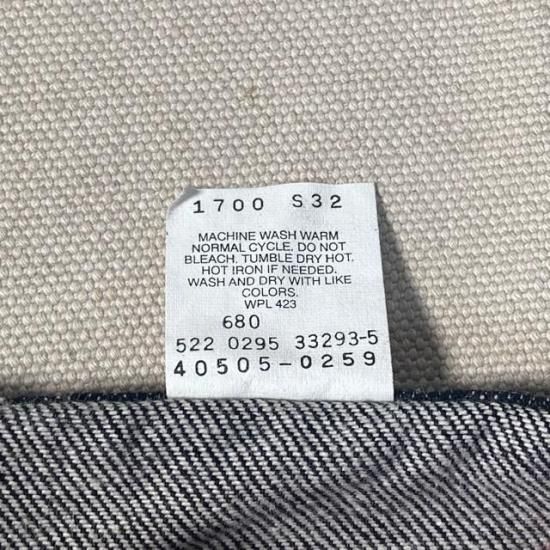 1700 S32
MACHINE WASH WARM
NORMAL CYCLE. DO NOT
BLEACH. TUMBLE DRY HOT.
HOT IRON IF NEEDED.
WASH AND DRY WITH LIKE
COLORS.
WPL 423
680
522 0295 33293-5
40505-0259